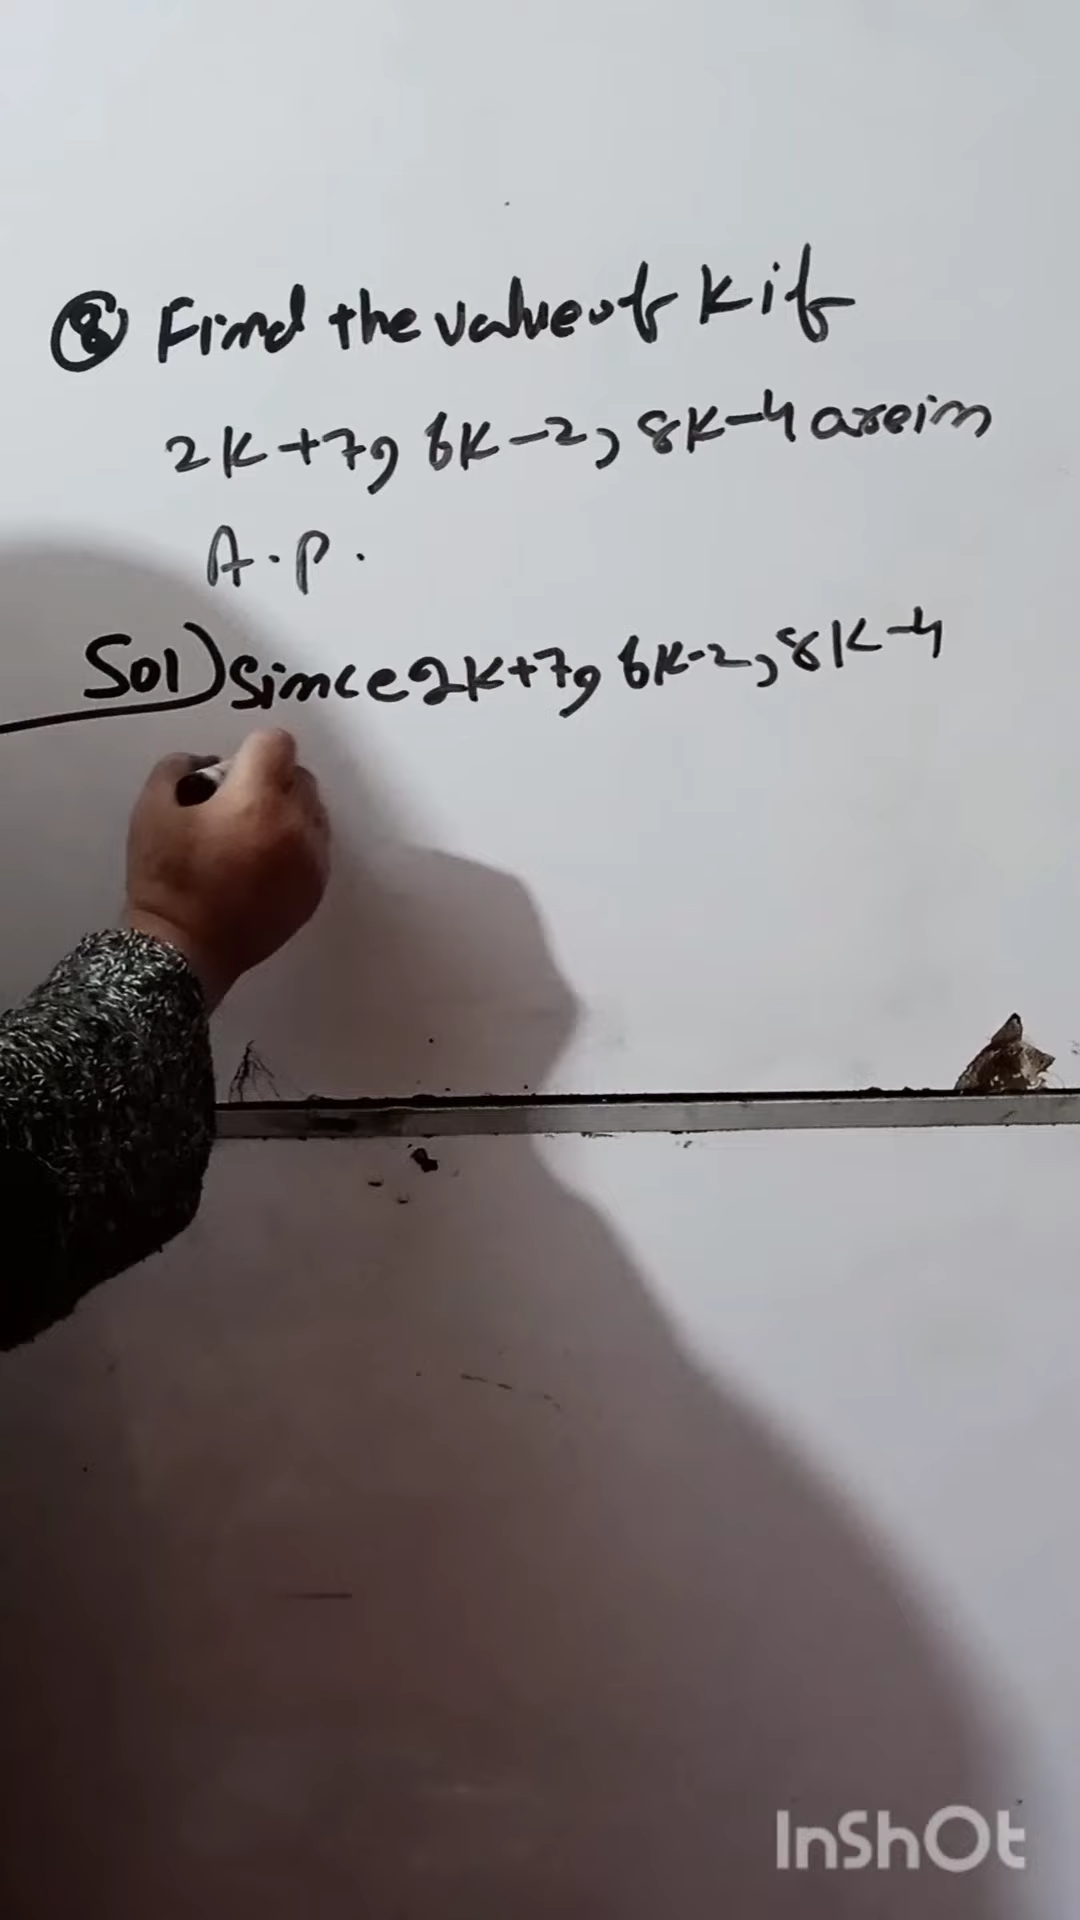 Q Find the value of K if
2K+7, 6K-2, 8K-4 are in
A.P.
Sol) Since 2K+7, 6K-2, 8K-4
InShOt